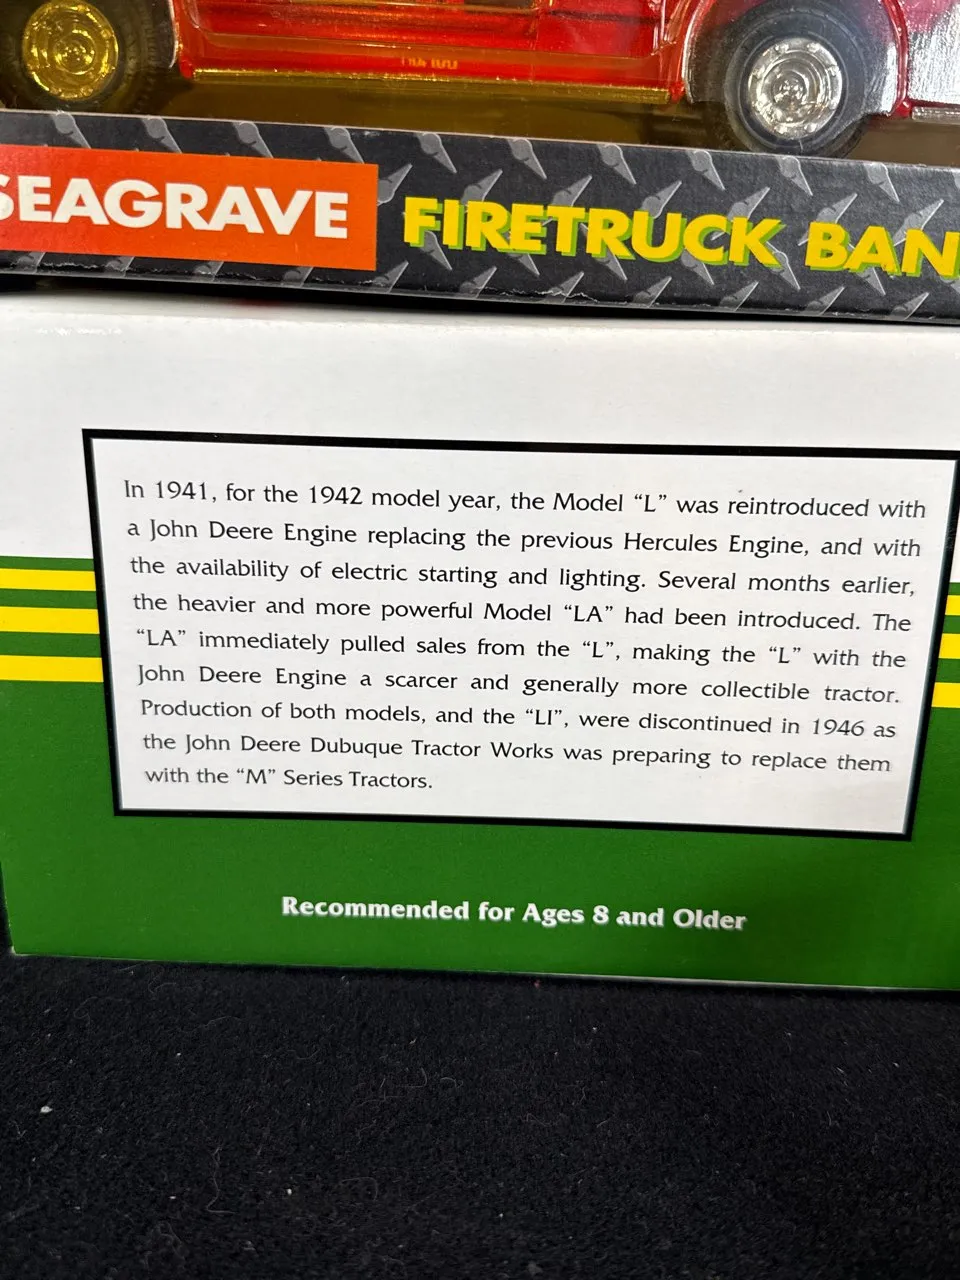 SEAGRAVE
FIRETRUCK
In 1941, for the 1942 model year, the Model “L” was reintroduced with
a John Deere Engine replacing the previous Hercules Engine, and with
the availability of electric starting and lighting. Several months earlier,
the heavier and more powerful Model “LA” had been introduced. The
“LA” immediately pulled sales from the “L”, making the “L” with the
John Deere Engine a scarcer and generally more collectible tractor.
Production of both models, and the “LI”, were discontinued in 1946 as
the John Deere Dubuque Tractor Works was preparing to replace them
with the “M” Series Tractors.
Recommended for Ages 8 and Older